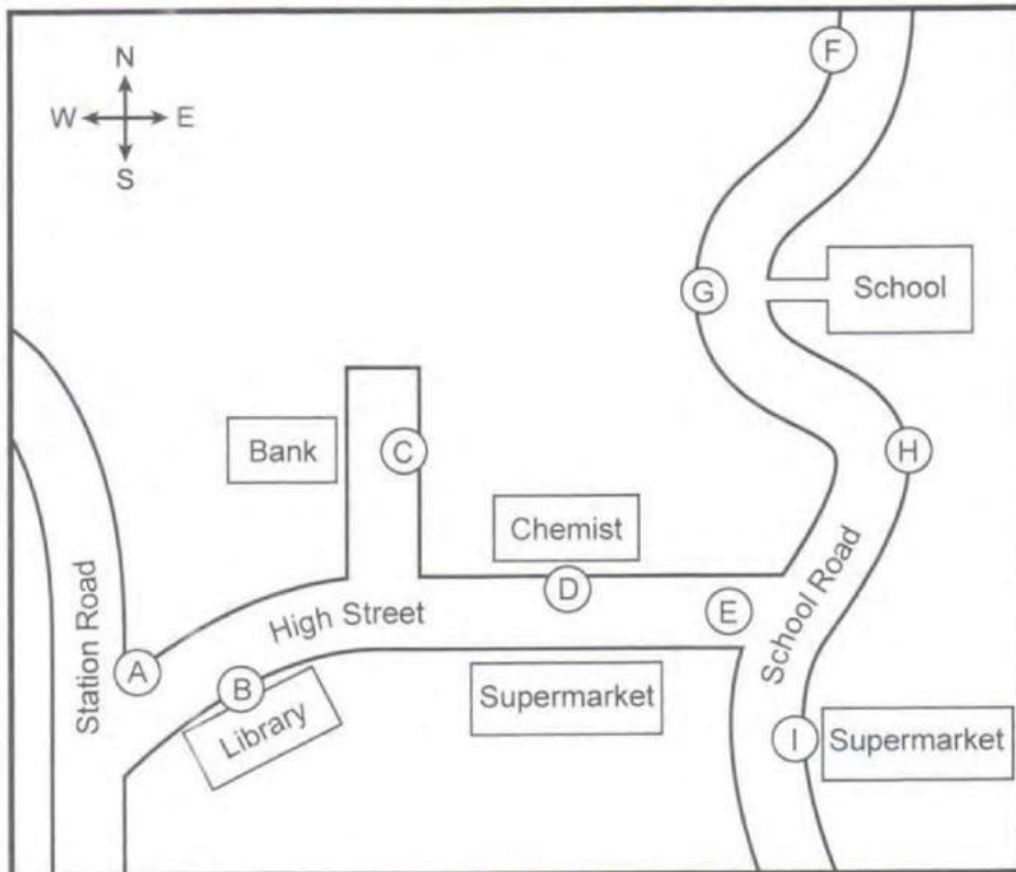 N
W E
S
F
G
School
Bank
C
H
Chemist
D
E
High Street
School Road
Station Road
A
B
Library
Supermarket
I
Supermarket